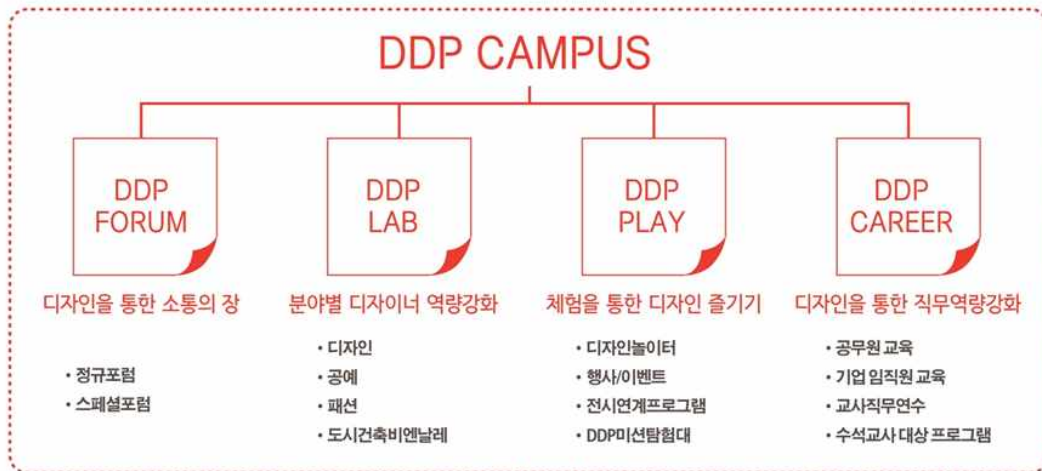 DDP CAMPUS
DDP
FORUM
디자인을 통한 소통의 장
• 정규포럼
• 스페셜포럼
DDP
LAB
분야별 디자이너 역량강화
• 디자인
• 공예
• 패션
• 도시건축비엔날레
DDP
PLAY
체험을 통한 디자인 즐기기
• 디자인놀이터
• 행사/이벤트
• 전시연계프로그램
• DDP미션탐험대
DDP
CAREER
디자인을 통한 직무역량강화
• 공무원 교육
• 기업 임직원 교육
• 교사직무연수
• 수석교사 대상 프로그램